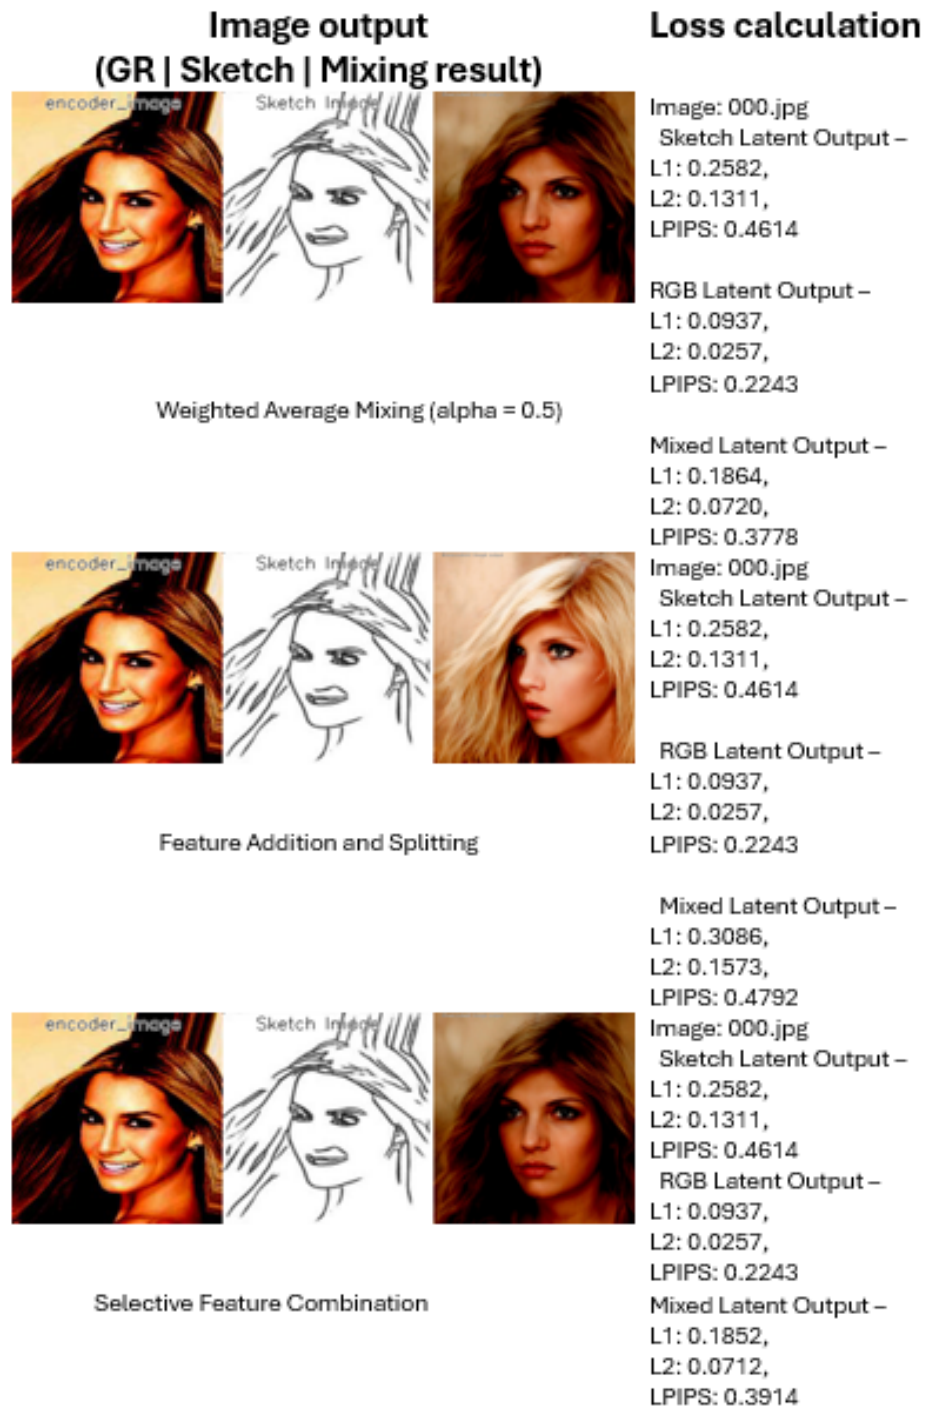 Image output
(GR | Sketch | Mixing result)
Loss calculation
encoder_image
Sketch Image
Image: 000.jpg
Sketch Latent Output –
L1: 0.2582,
L2: 0.1311,
LPIPS: 0.4614
RGB Latent Output –
L1: 0.0937,
L2: 0.0257,
LPIPS: 0.2243
Weighted Average Mixing (alpha = 0.5)
Mixed Latent Output –
L1: 0.1864,
L2: 0.0720,
LPIPS: 0.3778
encoder_image
Sketch Image
Image: 000.jpg
Sketch Latent Output –
L1: 0.2582,
L2: 0.1311,
LPIPS: 0.4614
RGB Latent Output –
L1: 0.0937,
L2: 0.0257,
LPIPS: 0.2243
Feature Addition and Splitting
Mixed Latent Output –
L1: 0.3086,
L2: 0.1573,
LPIPS: 0.4792
encoder_image
Sketch Image
Image: 000.jpg
Sketch Latent Output –
L1: 0.2582,
L2: 0.1311,
LPIPS: 0.4614
RGB Latent Output –
L1: 0.0937,
L2: 0.0257,
LPIPS: 0.2243
Selective Feature Combination
Mixed Latent Output –
L1: 0.1852,
L2: 0.0712,
LPIPS: 0.3914